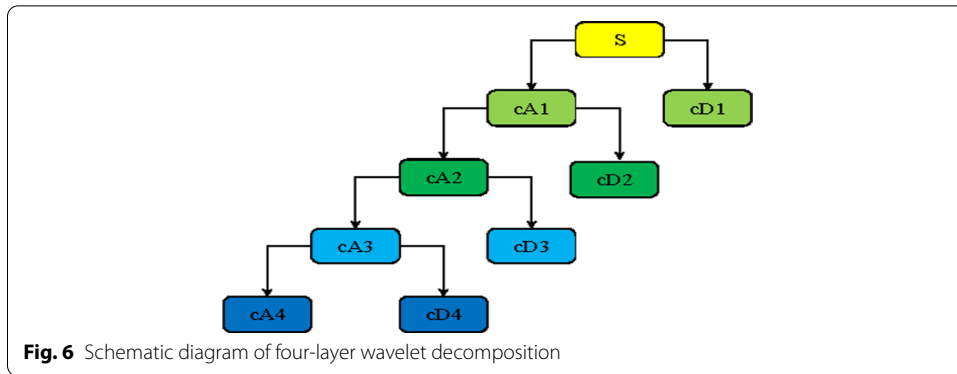 S
cA1 cD1
cA2 cD2
cA3 cD3
cA4 cD4
Fig. 6 Schematic diagram of four-layer wavelet decomposition